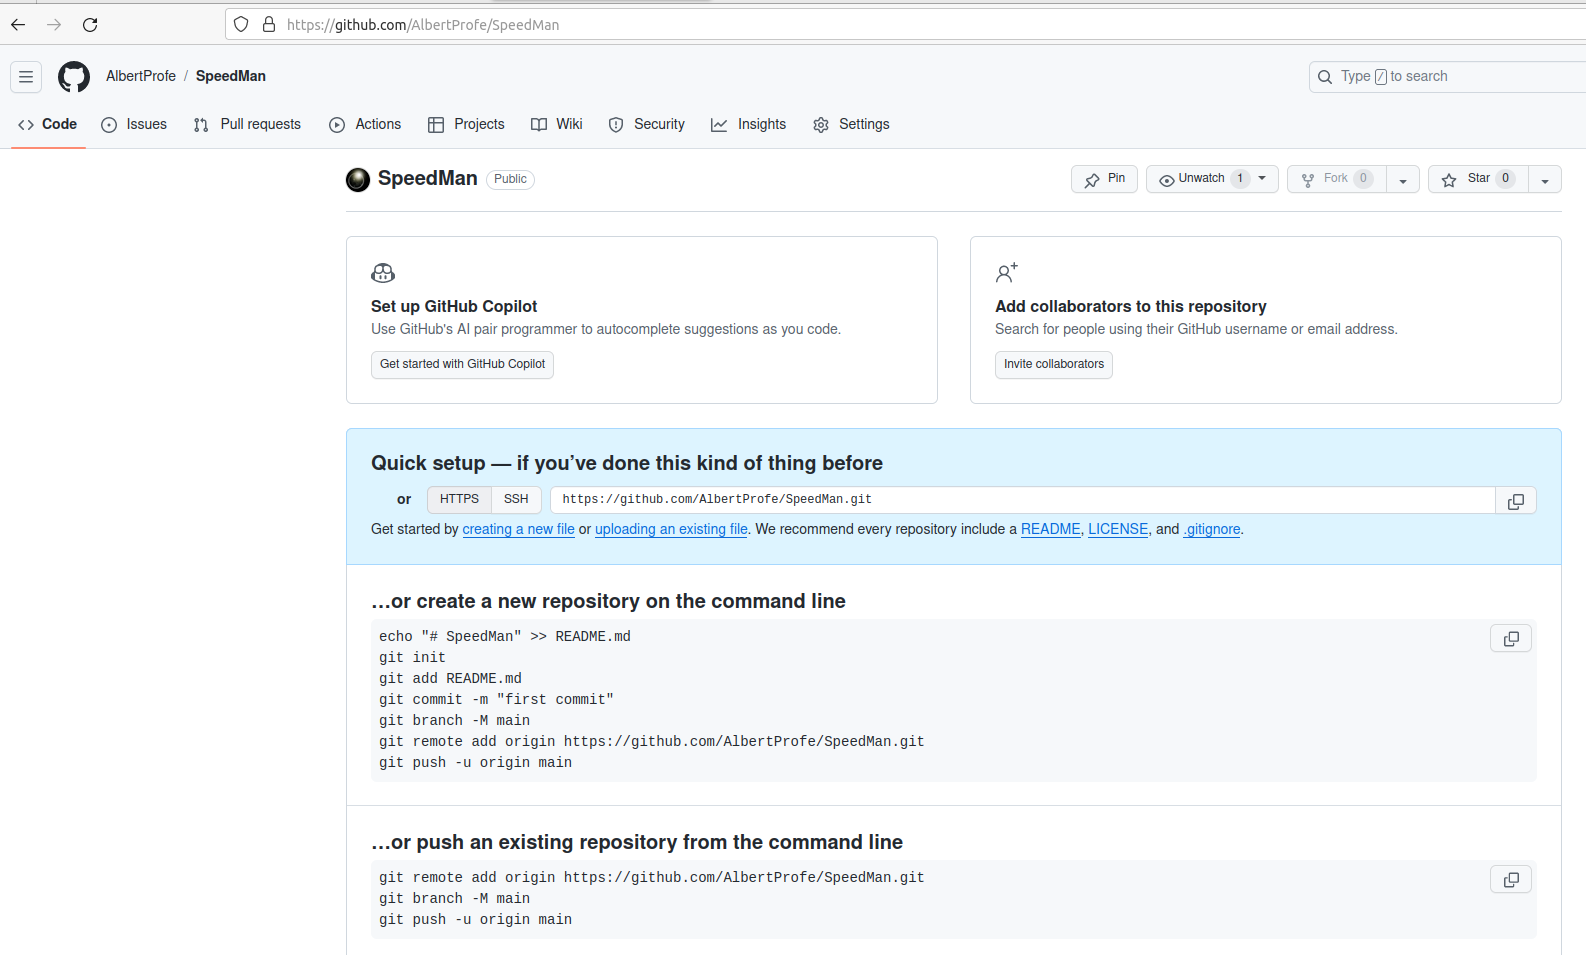 https://github.com/AlbertProfe/SpeedMan
AlbertProfe / SpeedMan
Type / to search
Code Issues Pull requests Actions Projects Wiki Security Insights Settings
SpeedMan Public
Pin Unwatch 1 Fork 0 Star 0
Set up GitHub Copilot
Use GitHub's AI pair programmer to autocomplete suggestions as you code.
Get started with GitHub Copilot
Add collaborators to this repository
Search for people using their GitHub username or email address.
Invite collaborators
Quick setup — if you’ve done this kind of thing before
or HTTPS SSH https://github.com/AlbertProfe/SpeedMan.git
Get started by creating a new file or uploading an existing file. We recommend every repository include a README, LICENSE, and .gitignore.
…or create a new repository on the command line
echo "# SpeedMan" >> README.md
git init
git add README.md
git commit -m "first commit"
git branch -M main
git remote add origin https://github.com/AlbertProfe/SpeedMan.git
git push -u origin main
…or push an existing repository from the command line
git remote add origin https://github.com/AlbertProfe/SpeedMan.git
git branch -M main
git push -u origin main